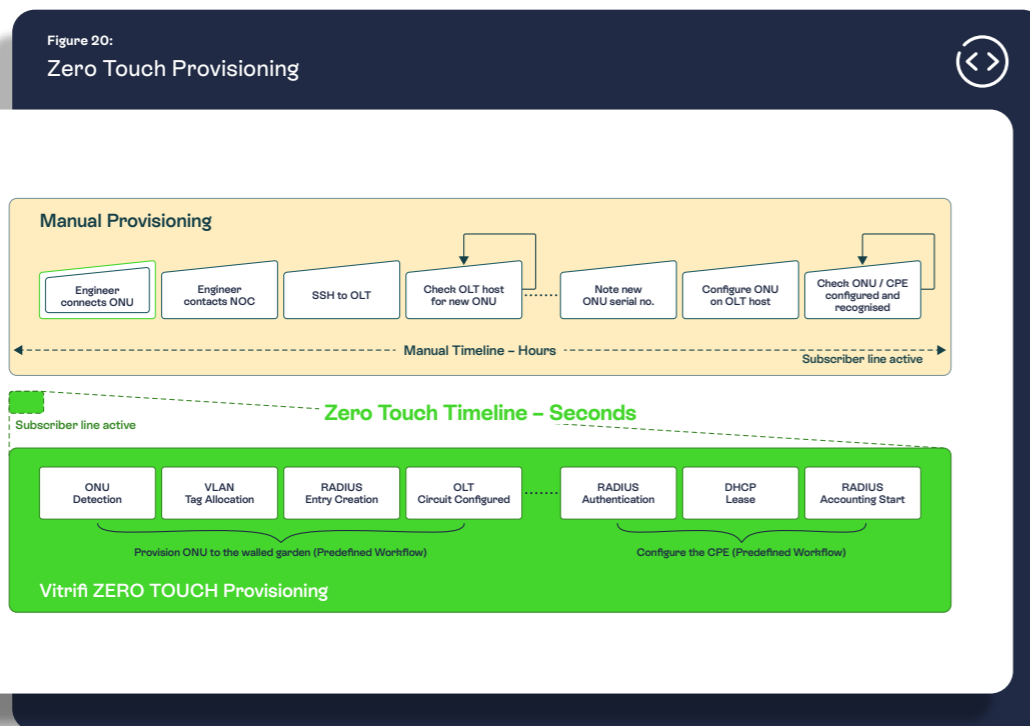 Figure 20:
Zero Touch Provisioning
Manual Provisioning
Engineer
connects ONU
Engineer
contacts NOC
SSH to OLT
Check OLT host
for new ONU
Note new
ONU serial no.
Configure ONU
on OLT host
Check ONU / CPE
configured and
recognised
Manual Timeline – Hours
Subscriber line active
Zero Touch Timeline – Seconds
Subscriber line active
ONU
Detection
VLAN
Tag Allocation
RADIUS
Entry Creation
OLT
Circuit Configured
RADIUS
Authentication
DHCP
Lease
RADIUS
Accounting Start
Provision ONU to the walled garden (Predefined Workflow)
Configure the CPE (Predefined Workflow)
Vitrifi ZERO TOUCH Provisioning